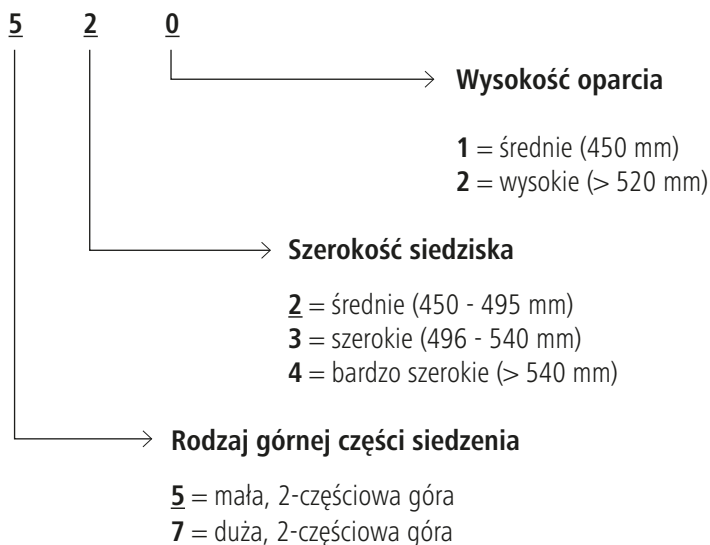 5 2 0
Wysokość oparcia
1 = średnie (450 mm)
2 = wysokie (> 520 mm)
Szerokość siedziska
2 = średnie (450 - 495 mm)
3 = szerokie (496 - 540 mm)
4 = bardzo szerokie (> 540 mm)
Rodzaj górnej części siedzenia
5 = mała, 2-częściowa góra
7 = duża, 2-częściowa góra